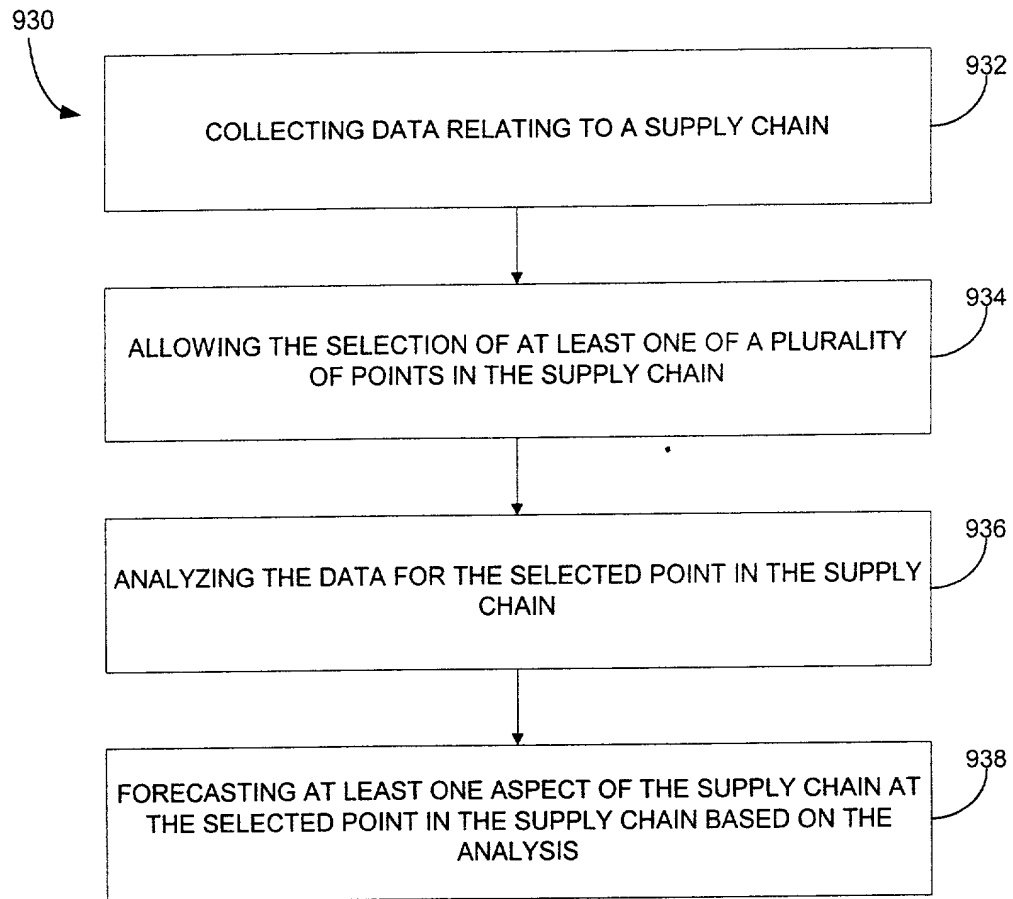 930
932
COLLECTING DATA RELATING TO A SUPPLY CHAIN
934
ALLOWING THE SELECTION OF AT LEAST ONE OF A PLURALITY
OF POINTS IN THE SUPPLY CHAIN
936
ANALYZING THE DATA FOR THE SELECTED POINT IN THE SUPPLY
CHAIN
938
FORECASTING AT LEAST ONE ASPECT OF THE SUPPLY CHAIN AT
THE SELECTED POINT IN THE SUPPLY CHAIN BASED ON THE
ANALYSIS